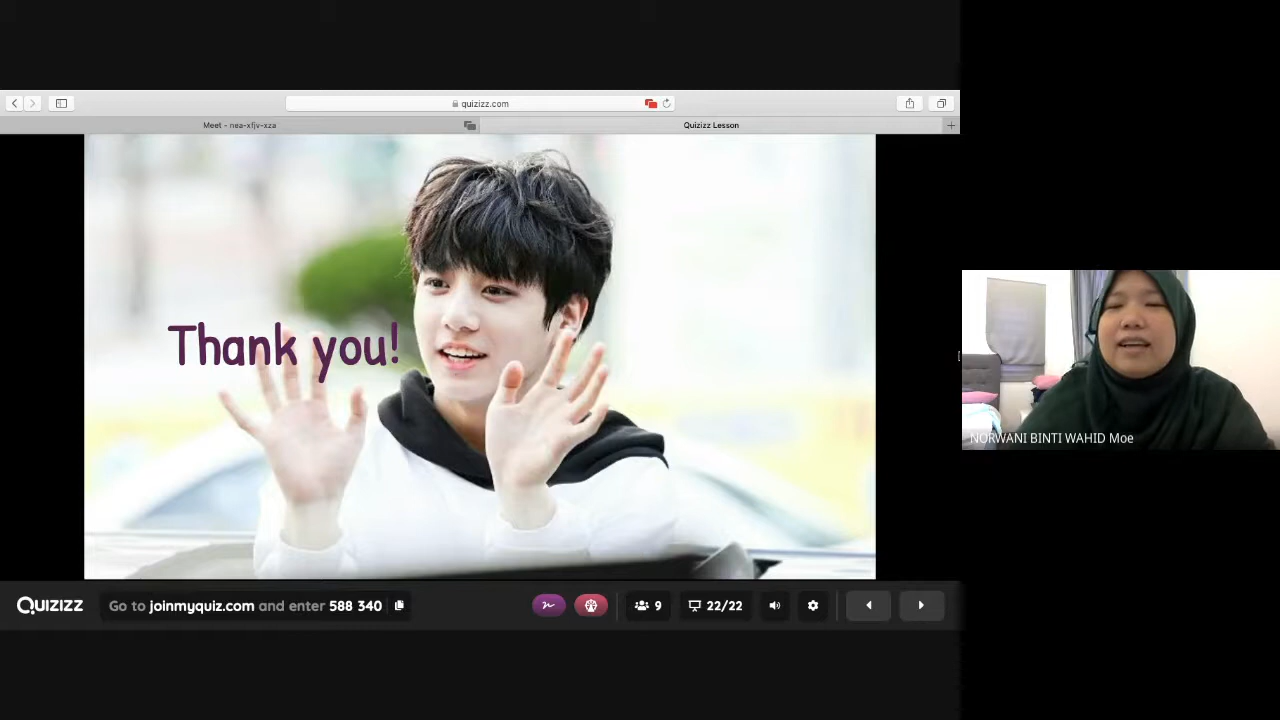 quizizz.com
Meet - nea-xfjv-xza
Quizizz Lesson
Thank you!
NORWANI BINTI WAHID Moe
Quizizz
Go to joinmyquiz.com and enter 588 340
9
22/22